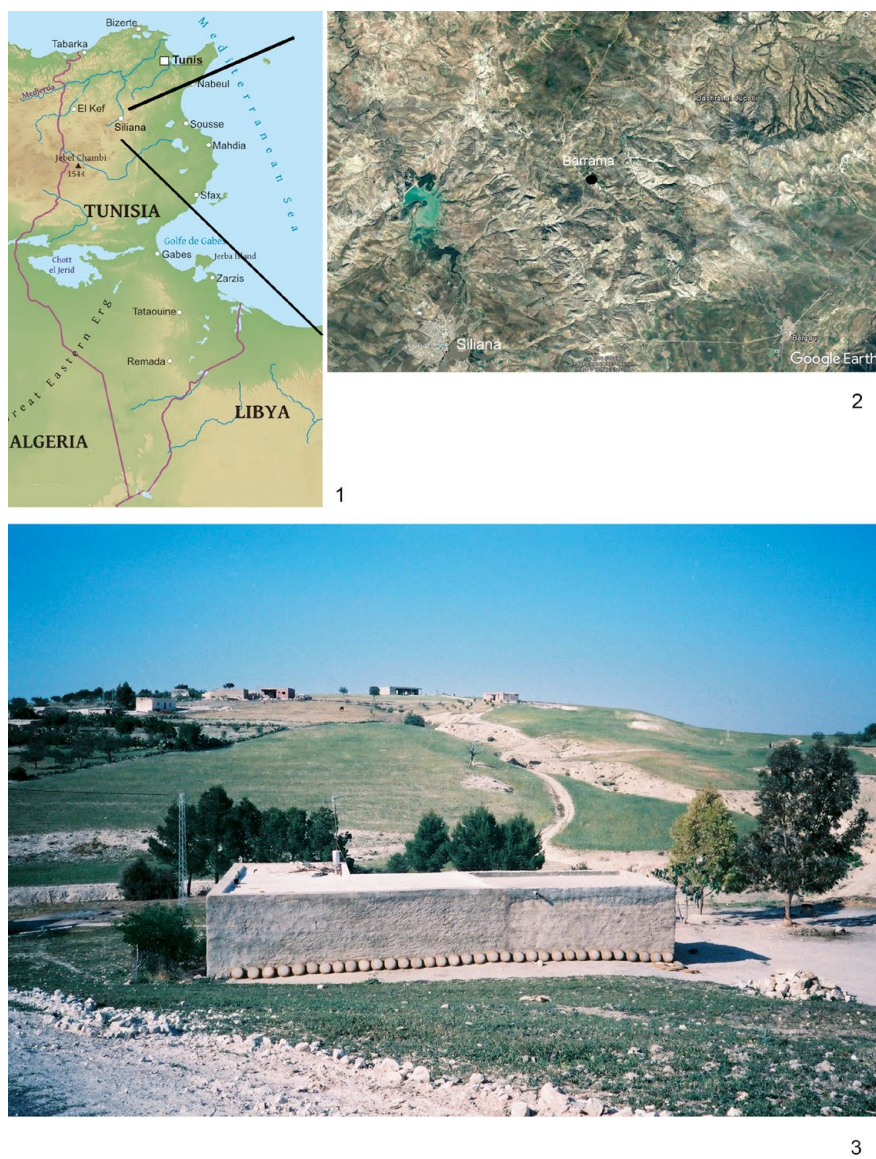 Bizerte
Tabarka
Tunis
Mediterranean Sea
Medjerda
Nabeul
El Kef
Siliana
Sousse
Jebel Chambi
1544
Mahdia
Sfax
TUNISIA
Golfe de Gabes
Chott
el Jerid
Gabes
Jerba Island
Zarzis
Tataouine
Great Eastern Erg
Remada
LIBYA
ALGERIA
1
Barrama
Siliana
Bargou
Google Earth
2
3